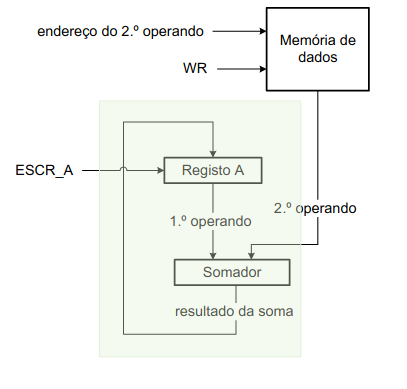 endereço do 2.º operando
Memória de
dados
WR
ESCR_A
Registo A
1.º operando
2.º operando
Somador
resultado da soma